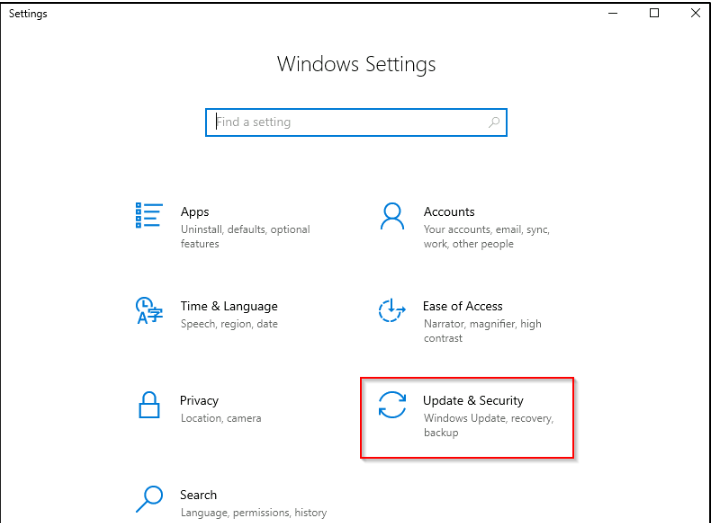 Settings
Windows Settings
Find a setting
Apps
Uninstall, defaults, optional
features
Accounts
Your accounts, email, sync,
work, other people
Time & Language
Speech, region, date
Ease of Access
Narrator, magnifier, high
contrast
Privacy
Location, camera
Update & Security
Windows Update, recovery,
backup
Search
Language, permissions, history